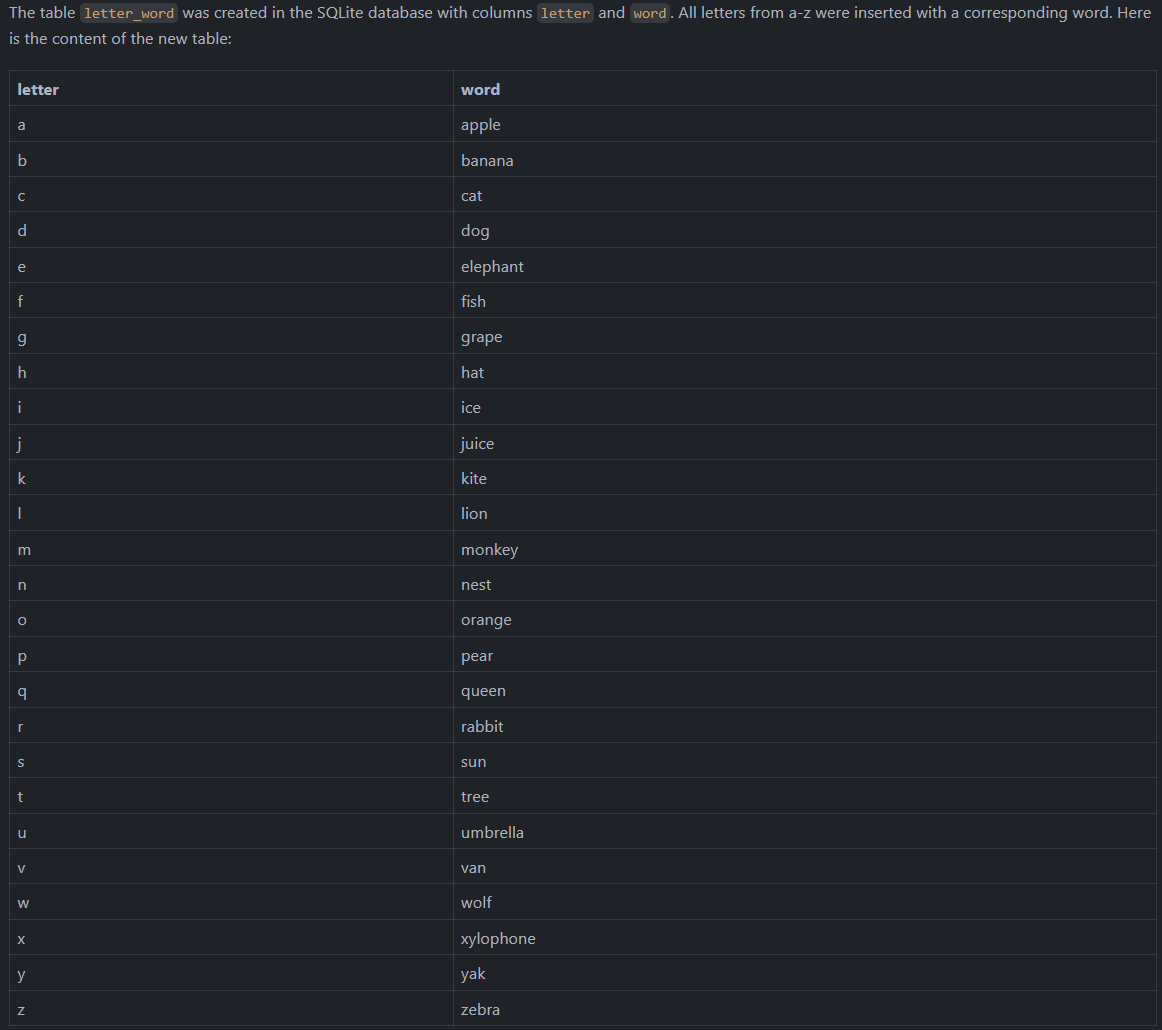 The table letter_word was created in the SQLite database with columns letter and word. All letters from a-z were inserted with a corresponding word. Here
is the content of the new table:
letter word
a apple
b banana
c cat
d dog
e elephant
f fish
g grape
h hat
i ice
j juice
k kite
l lion
m monkey
n nest
o orange
p pear
q queen
r rabbit
s sun
t tree
u umbrella
v van
w wolf
x xylophone
y yak
z zebra